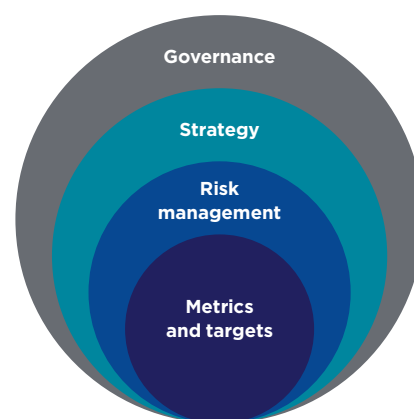 Governance
Strategy
Risk
management
Metrics
and targets